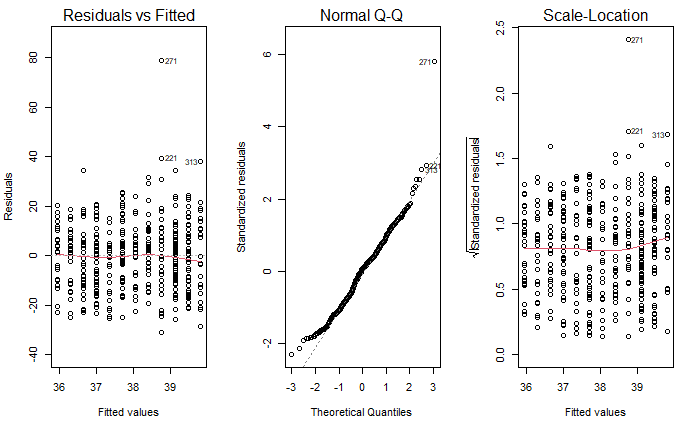 Residuals vs Fitted
Residuals
80
60
40
20
0
-20
-40
271
221
313
36 37 38 39
Fitted values
Normal Q-Q
Standardized residuals
6
4
2
0
-2
271
221
313
-3 -2 -1 0 1 2 3
Theoretical Quantiles
Scale-Location
√|Standardized residuals|
2.5
2.0
1.5
1.0
0.5
0.0
271
221
313
36 37 38 39
Fitted values